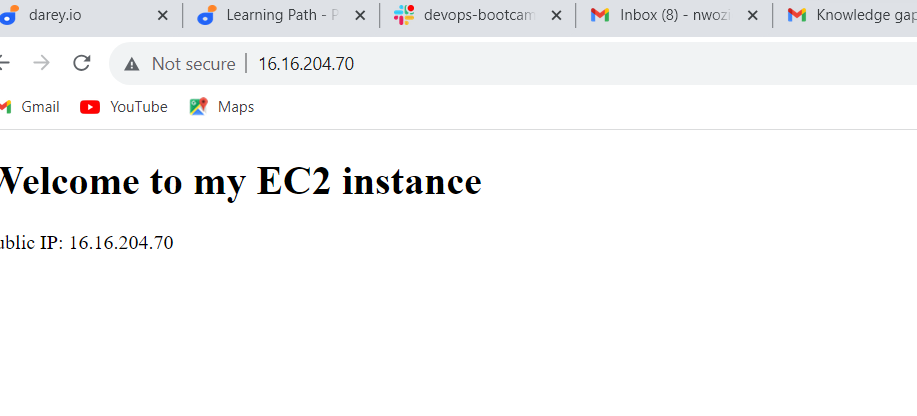 darey.io
Learning Path - P
devops-bootcam
Inbox (8) - nwozi
Knowledge gap
Not secure 16.16.204.70
Gmail YouTube Maps
Welcome to my EC2 instance
ublic IP: 16.16.204.70